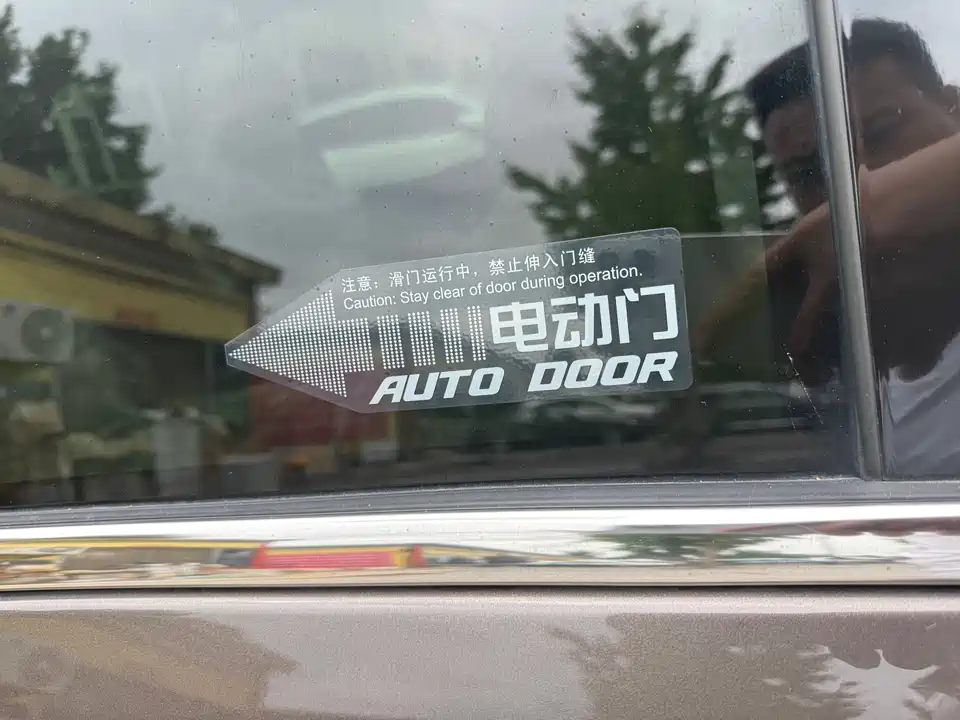 注意：滑门运行中，禁止伸入门缝
Caution: Stay clear of door during operation.
电动门
AUTO DOOR